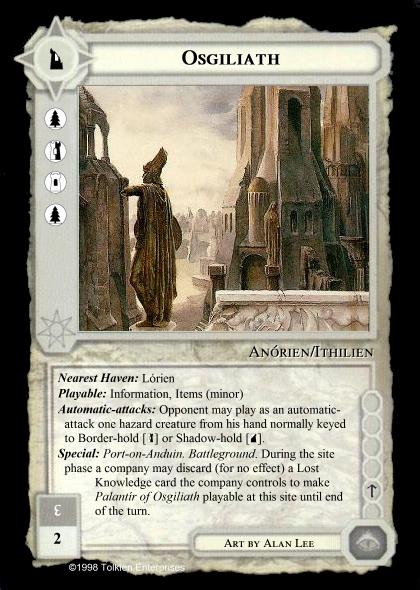 OSGILIATH
ANÓRIEN/ITHILIEN
Nearest Haven: Lórien
Playable: Information, Items (minor)
Automatic-attacks: Opponent may play as an automatic-
attack one hazard creature from his hand normally keyed
to Border-hold [ ] or Shadow-hold [ ].
Special: Port-on-Anduin. Battleground. During the site
phase a company may discard (for no effect) a Lost
Knowledge card the company controls to make
Palantir of Osgiliath playable at this site until end
of the turn.
ε
2
ART BY ALAN LEE
©1998 Tolkien Enterprises